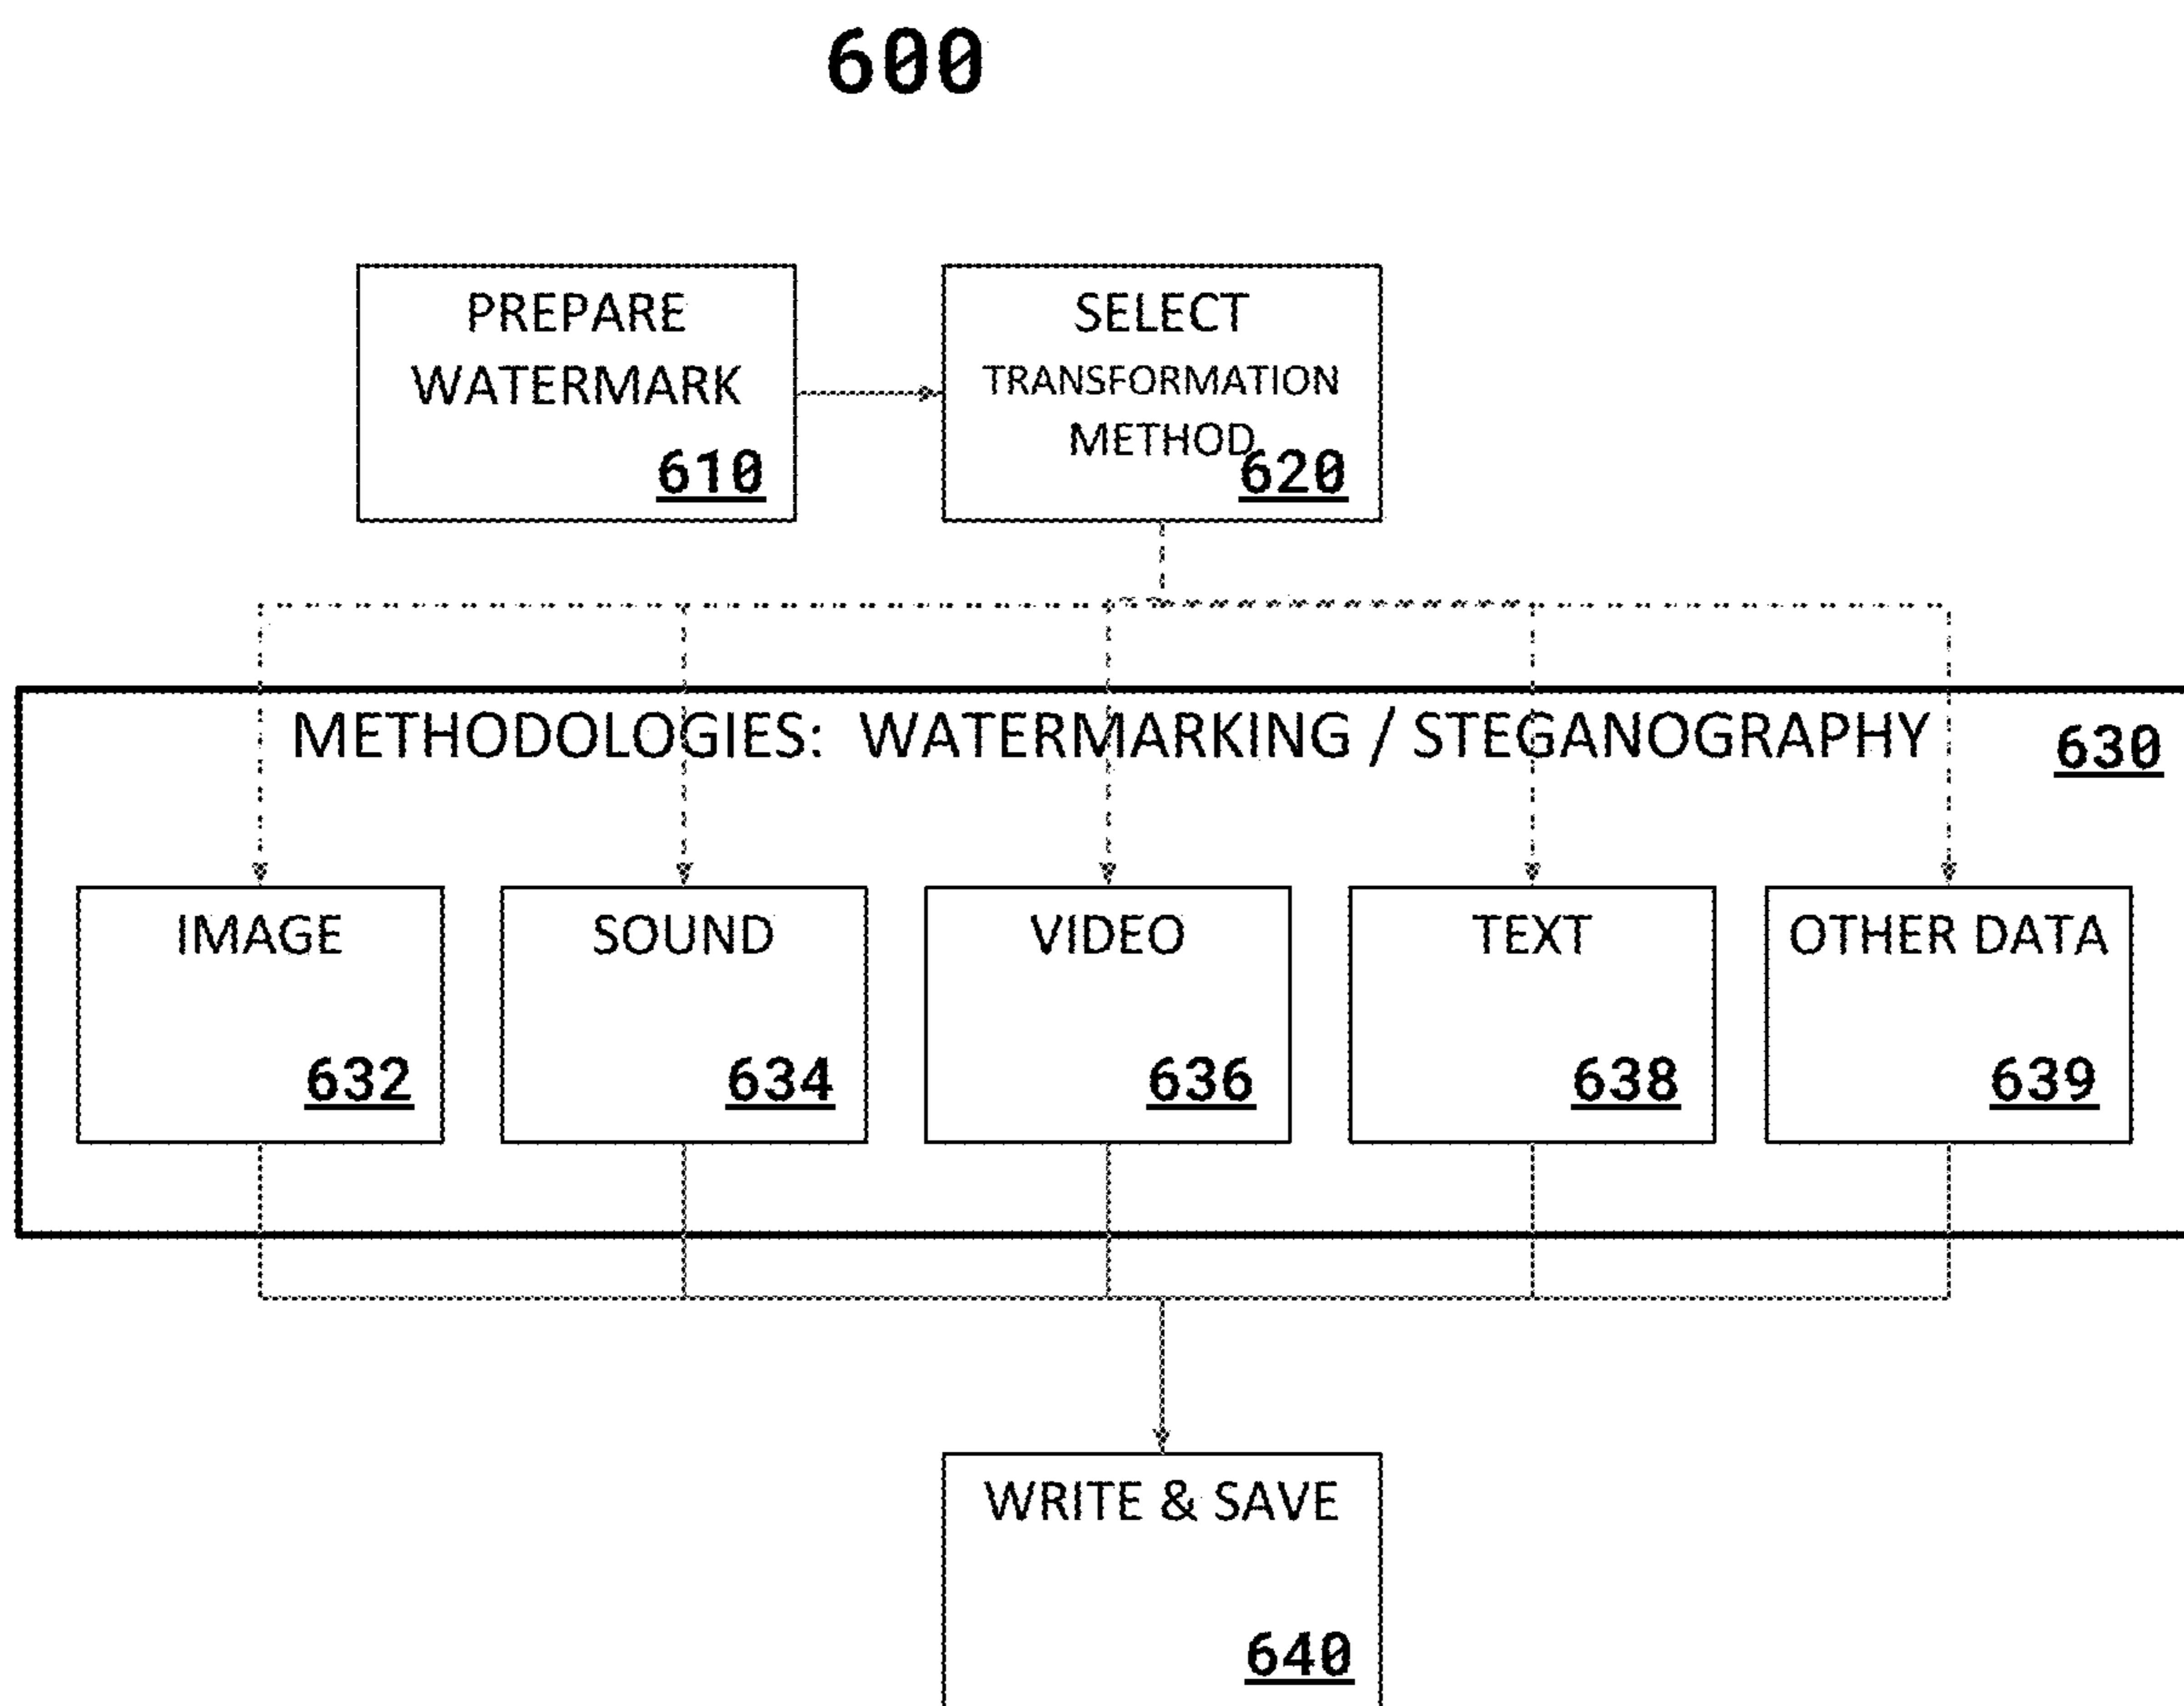 600
PREPARE
WATERMARK
610
SELECT
TRANSFORMATION
METHOD
620
METHODOLOGIES: WATERMARKING / STEGANOGRAPHY
630
IMAGE
632
SOUND
634
VIDEO
636
TEXT
638
OTHER DATA
639
WRITE & SAVE
640